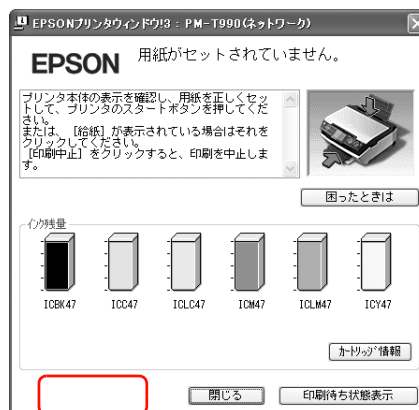 EPSONプリンタウィンドウ!3 : PM-T990(ネットワーク)
EPSON
用紙がセットされていません。
プリンタ本体の表示を確認し、用紙を正しくセッ
トして、プリンタのスタートボタンを押してくだ
さい。
または、［給紙］が表示されている場合はそれを
クリックしてください。
［印刷中止］をクリックすると、印刷を中止しま
す。
困ったときは
インク残量
ICBK47 ICC47 ICLC47 ICM47 ICLM47 ICY47
カートリッジ情報
閉じる 印刷待ち状態表示